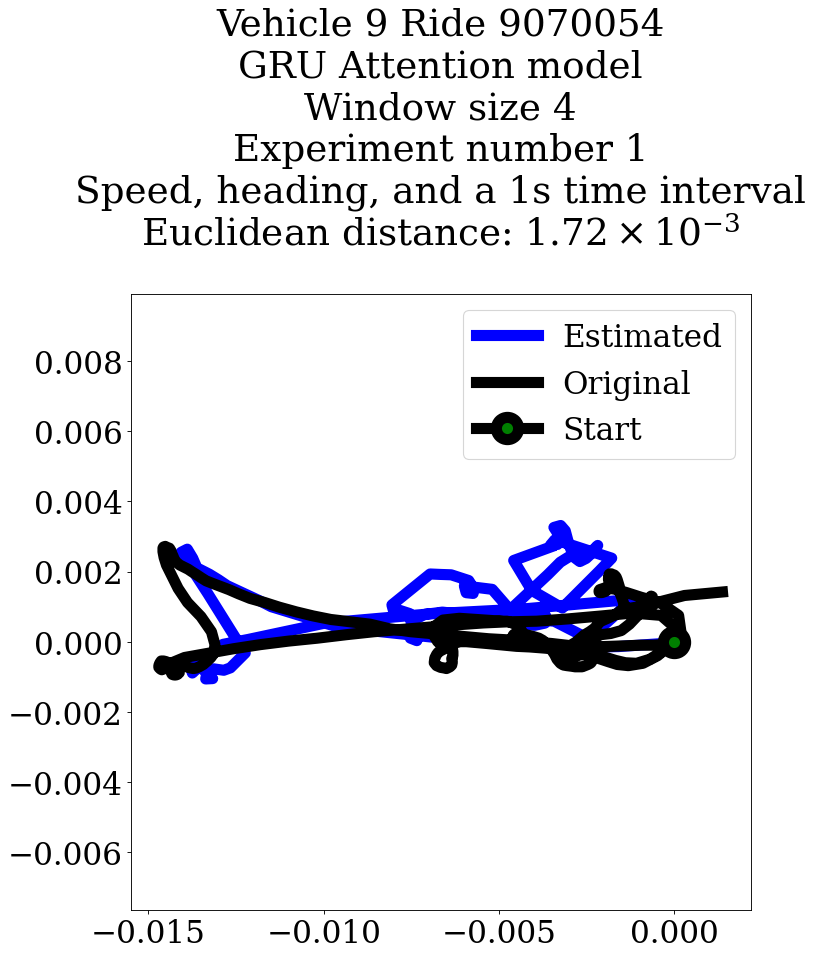 Vehicle 9 Ride 9070054
GRU Attention model
Window size 4
Experiment number 1
Speed, heading, and a 1s time interval
Euclidean distance: 1.72 × 10⁻³
Estimated
Original
Start
0.008
0.006
0.004
0.002
0.000
−0.002
−0.004
−0.006
−0.015
−0.010
−0.005
0.000